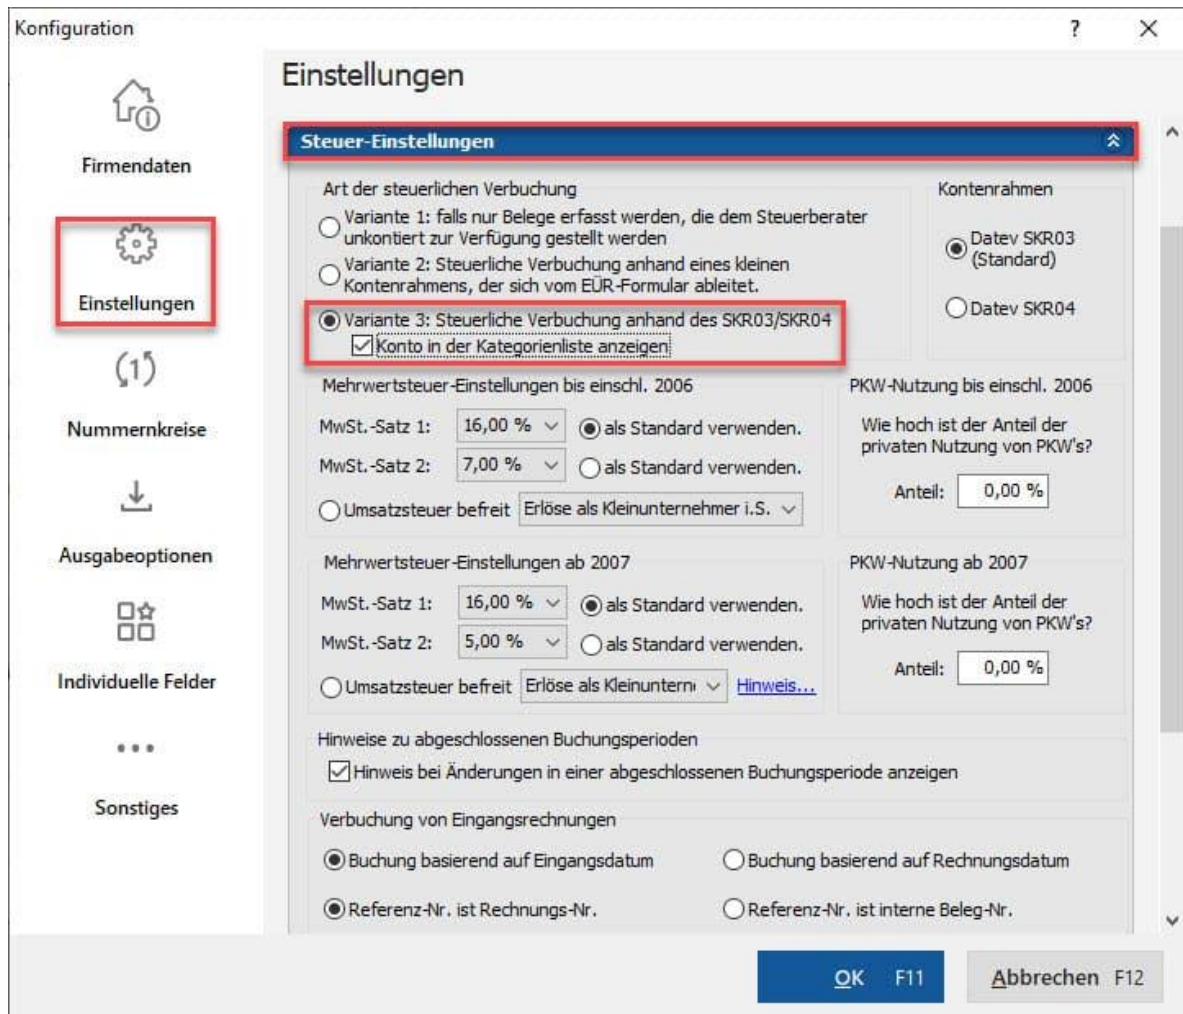 Konfiguration
?
Firmendaten
Einstellungen
(1)
Nummernkreise
Ausgabeoptionen
Individuelle Felder
Sonstiges
Einstellungen
Steuer-Einstellungen
Art der steuerlichen Verbuchung
Variante 1: falls nur Belege erfasst werden, die dem Steuerberater
unkontiert zur Verfügung gestellt werden
Variante 2: Steuerliche Verbuchung anhand eines kleinen
Kontenrahmens, der sich vom EÜR-Formular ableitet.
Variante 3: Steuerliche Verbuchung anhand des SKR03/SKR04
Konto in der Kategorienliste anzeigen
Kontenrahmen
Datev SKR03
(Standard)
Datev SKR04
Mehrwertsteuer-Einstellungen bis einschl. 2006
MwSt.-Satz 1: 16,00 % als Standard verwenden.
MwSt.-Satz 2: 7,00 % als Standard verwenden.
Umsatzsteuer befreit Erlöse als Kleinunternehmer i.S.
PKW-Nutzung bis einschl. 2006
Wie hoch ist der Anteil der
privaten Nutzung von PKW's?
Anteil: 0,00 %
Mehrwertsteuer-Einstellungen ab 2007
MwSt.-Satz 1: 16,00 % als Standard verwenden.
MwSt.-Satz 2: 5,00 % als Standard verwenden.
Umsatzsteuer befreit Erlöse als Kleinuntern Hinweis...
PKW-Nutzung ab 2007
Wie hoch ist der Anteil der
privaten Nutzung von PKW's?
Anteil: 0,00 %
Hinweise zu abgeschlossenen Buchungsperioden
Hinweis bei Änderungen in einer abgeschlossenen Buchungsperiode anzeigen
Verbuchung von Eingangsrechnungen
Buchung basierend auf Eingangsdatum Buchung basierend auf Rechnungsdatum
Referenz-Nr. ist Rechnungs-Nr. Referenz-Nr. ist interne Beleg-Nr.
OK F11 Abbrechen F12